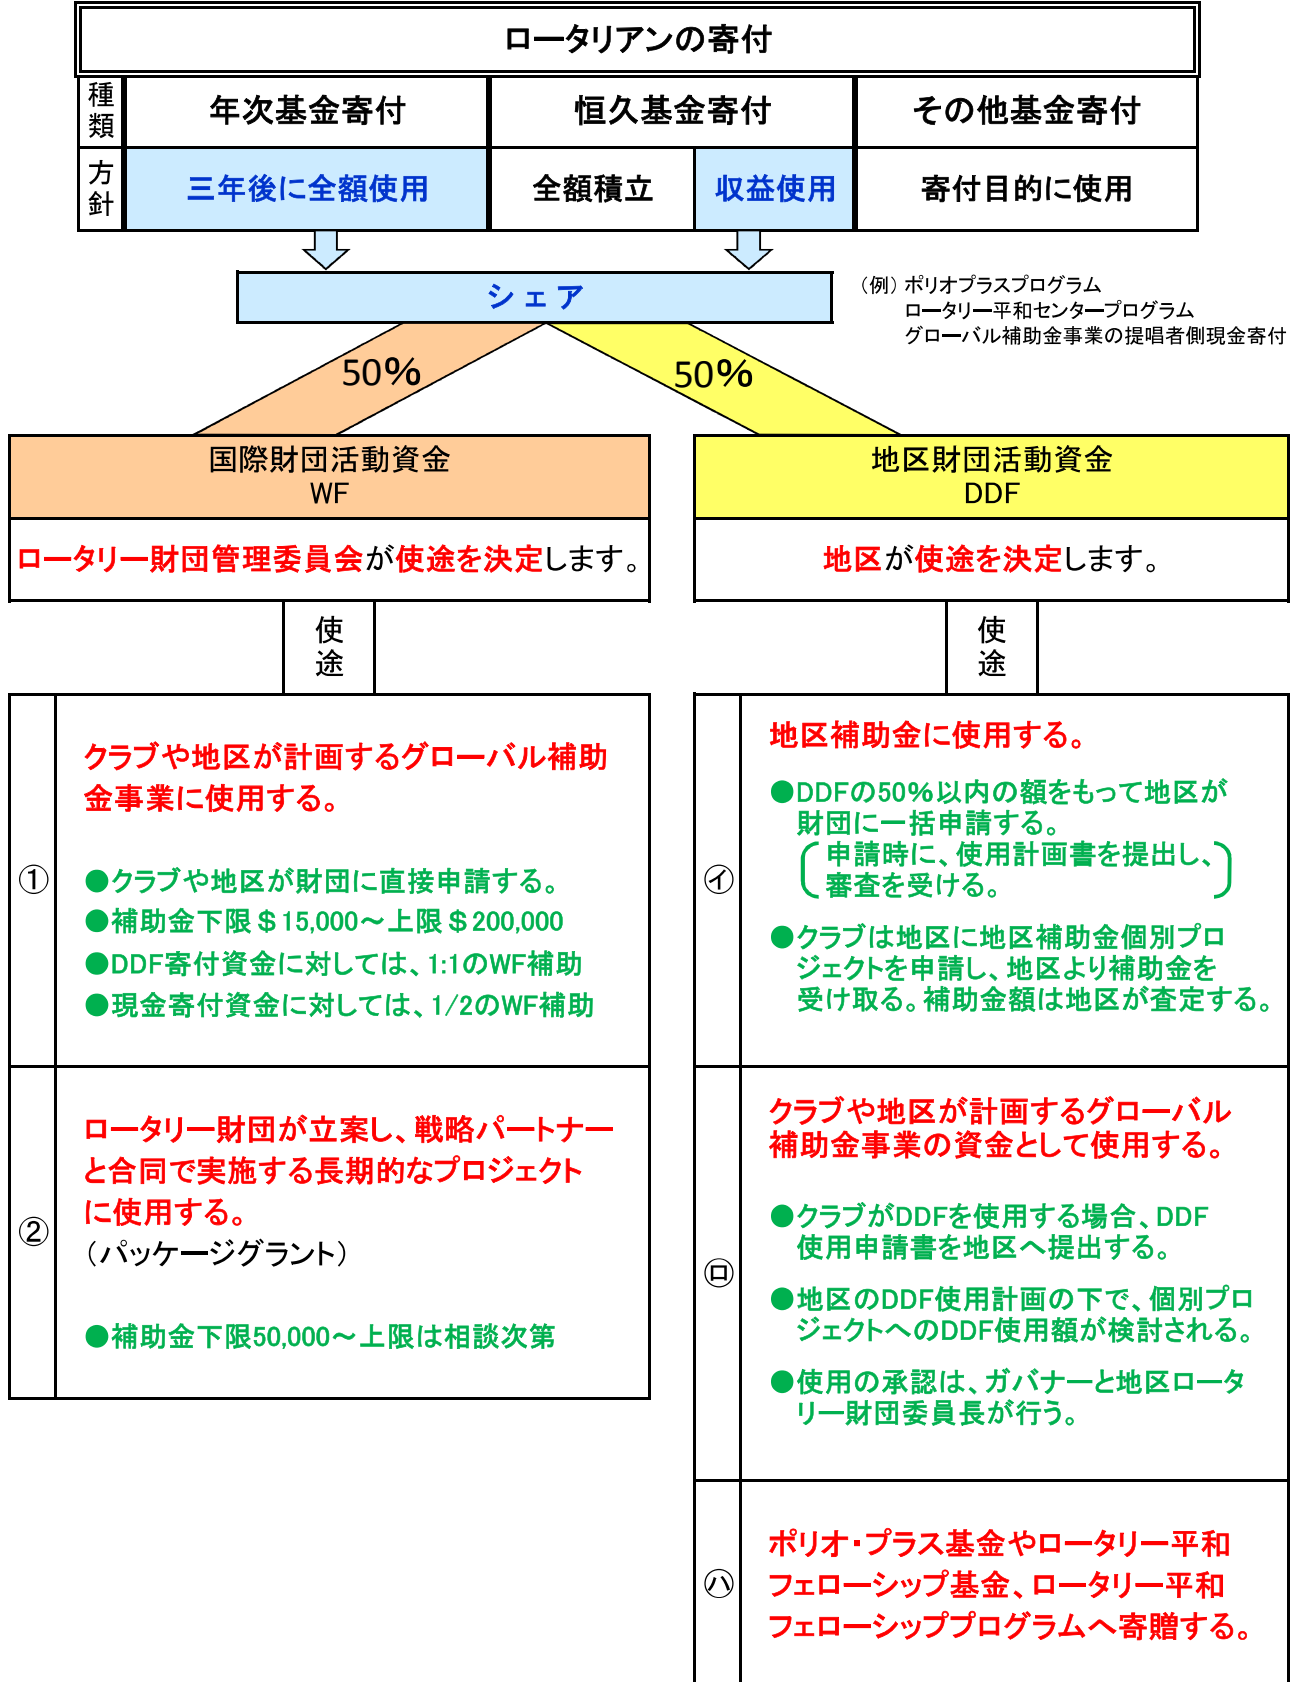 ロータリアンの寄付
種類
年次基金寄付
恒久基金寄付
その他基金寄付
方針
三年後に全額使用
全額積立
収益使用
寄付目的に使用
シェア
（例）ポリオプラスプログラム
ロータリー平和センタープログラム
グローバル補助金事業の提唱者側現金寄付
50%
50%
国際財団活動資金
WF
ロータリー財団管理委員会が使途を決定します。
使途
①
クラブや地区が計画するグローバル補助
金事業に使用する。
●クラブや地区が財団に直接申請する。
●補助金下限＄15,000～上限＄200,000
●DDF寄付資金に対しては、1:1のWF補助
●現金寄付資金に対しては、1/2のWF補助
②
ロータリー財団が立案し、戦略パートナー
と合同で実施する長期的なプロジェクト
に使用する。
（パッケージグラント）
●補助金下限50,000～上限は相談次第
地区財団活動資金
DDF
地区が使途を決定します。
使途
㋑
地区補助金に使用する。
●DDFの50％以内の額をもって地区が
財団に一括申請する。
申請時に、使用計画書を提出し、
審査を受ける。
●クラブは地区に地区補助金個別プロ
ジェクトを申請し、地区より補助金を
受け取る。補助金額は地区が査定する。
㋺
クラブや地区が計画するグローバル
補助金事業の資金として使用する。
●クラブがDDFを使用する場合、DDF
使用申請書を地区へ提出する。
●地区のDDF使用計画の下で、個別プロ
ジェクトへのDDF使用額が検討される。
●使用の承認は、ガバナーと地区ロータ
リー財団委員長が行う。
㋩
ポリオ・プラス基金やロータリー平和
フェローシップ基金、ロータリー平和
フェローシッププログラムへ寄贈する。